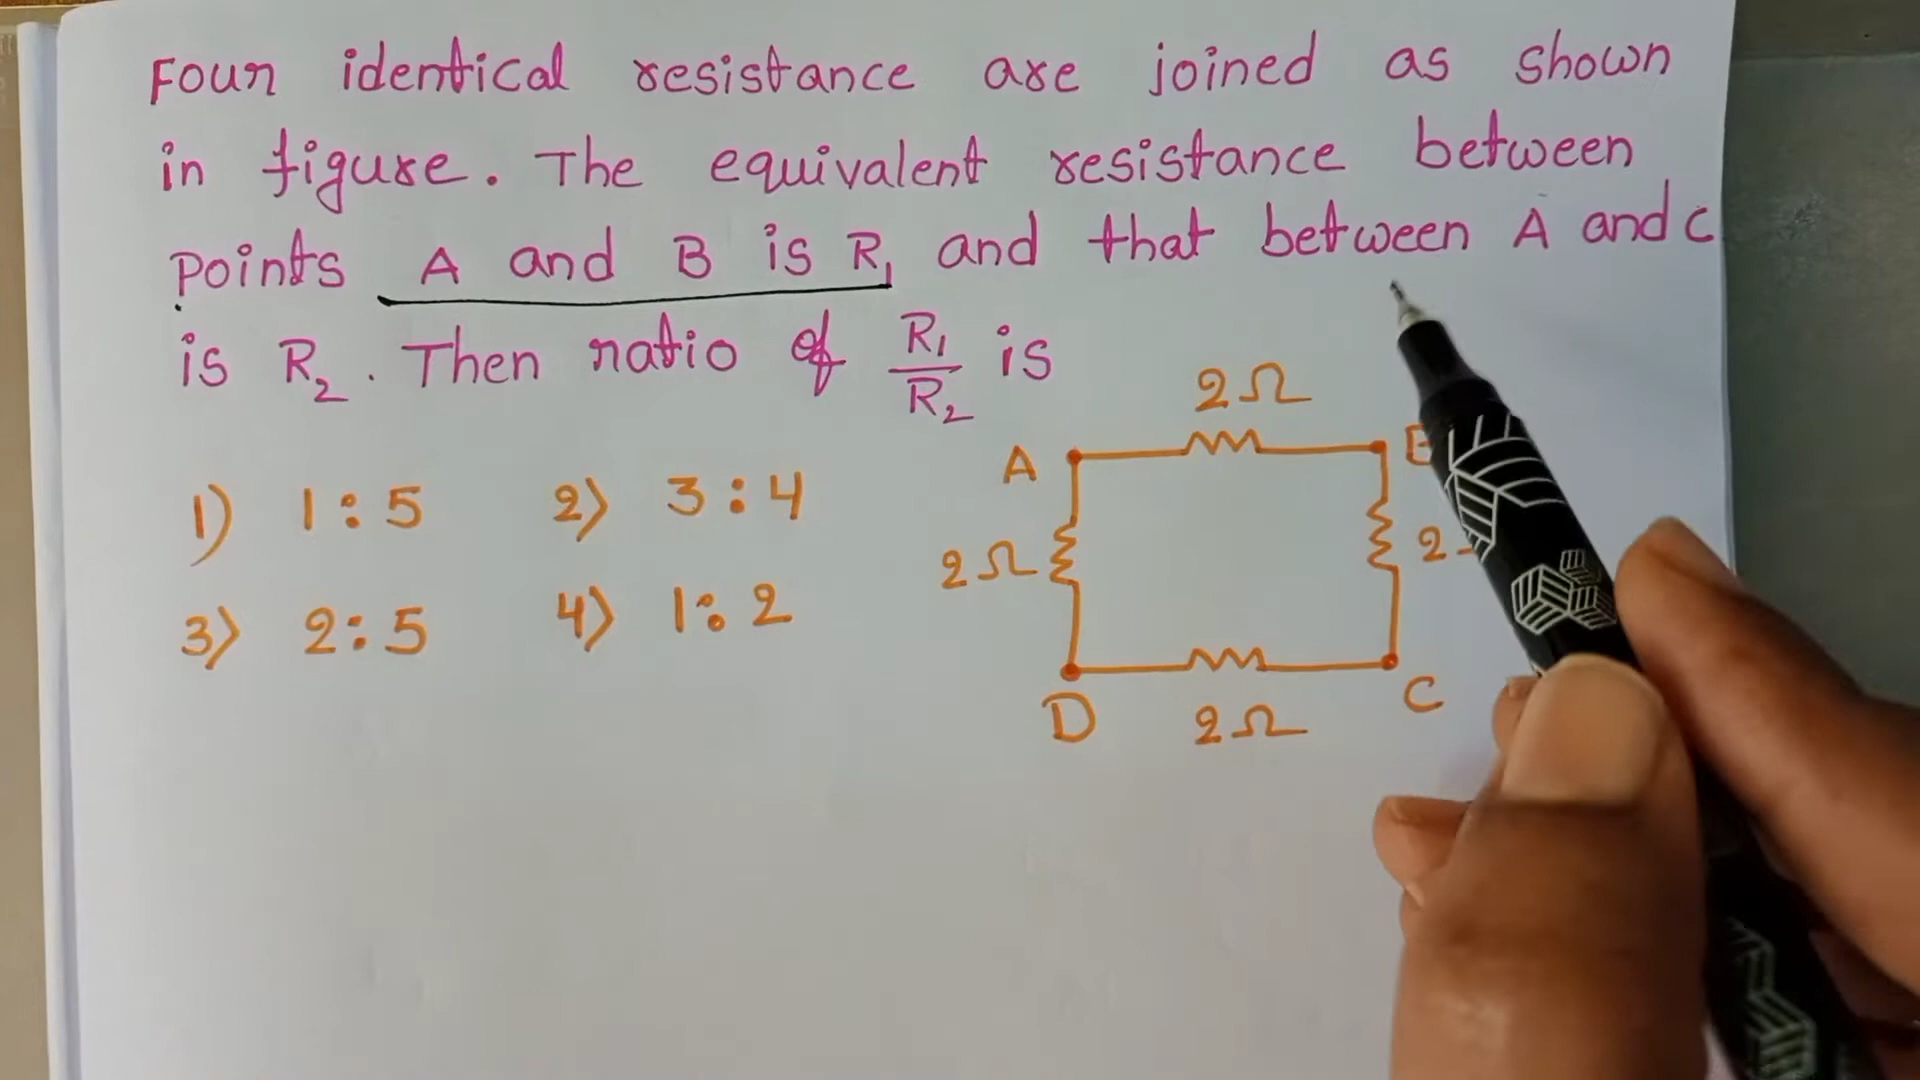 Four identical resistance are joined as shown
in figure. The equivalent resistance between
points A and B is R₁ and that between A and C
is R₂. Then ratio of R₁/R₂ is
1) 1:5 2) 3:4
3) 2:5 4) 1:2
2Ω
A
2Ω
2
D
2Ω
C